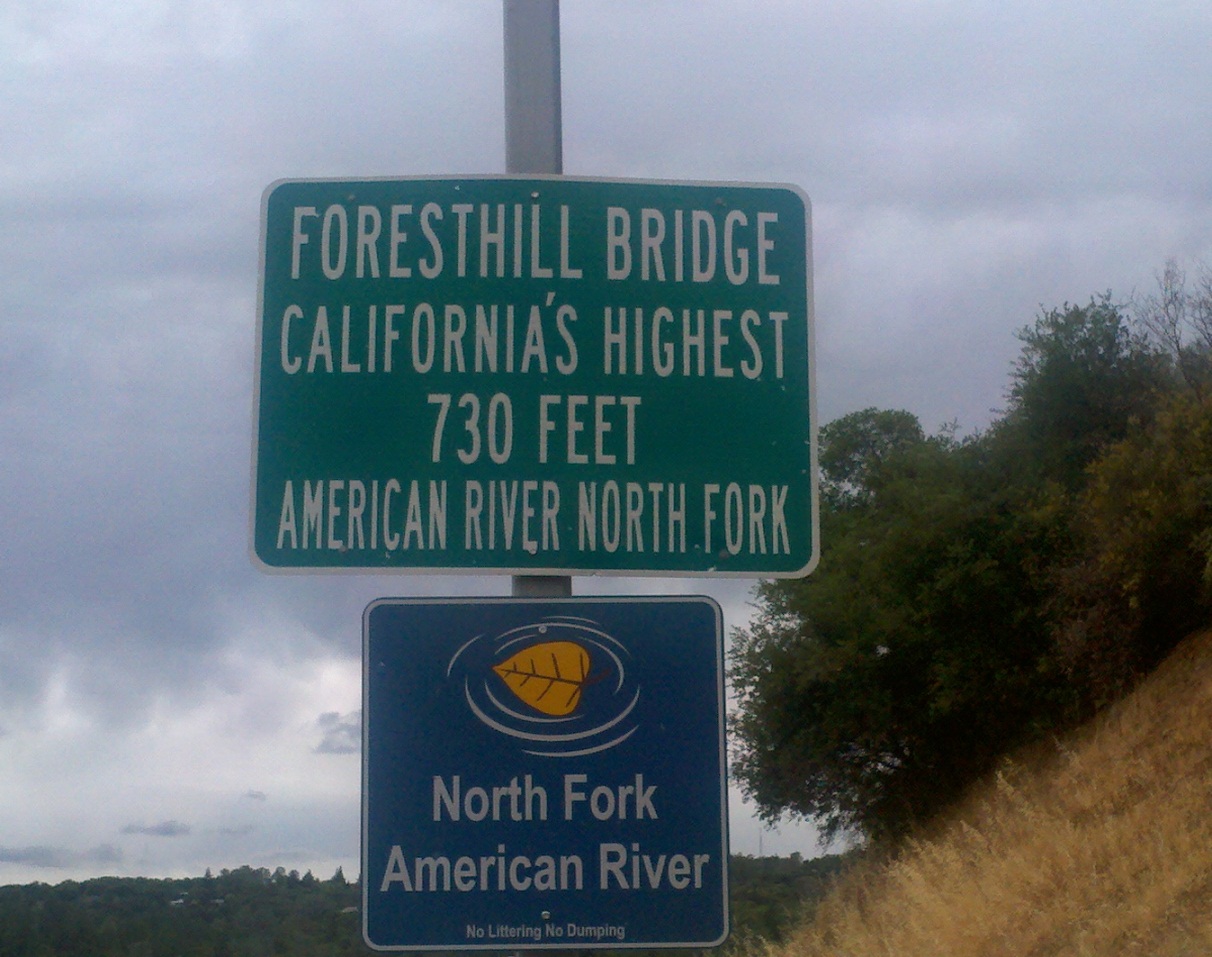 FORESTHILL BRIDGE
CALIFORNIA'S HIGHEST
730 FEET
AMERICAN RIVER NORTH FORK
North Fork
American River
No Littering No Dumping